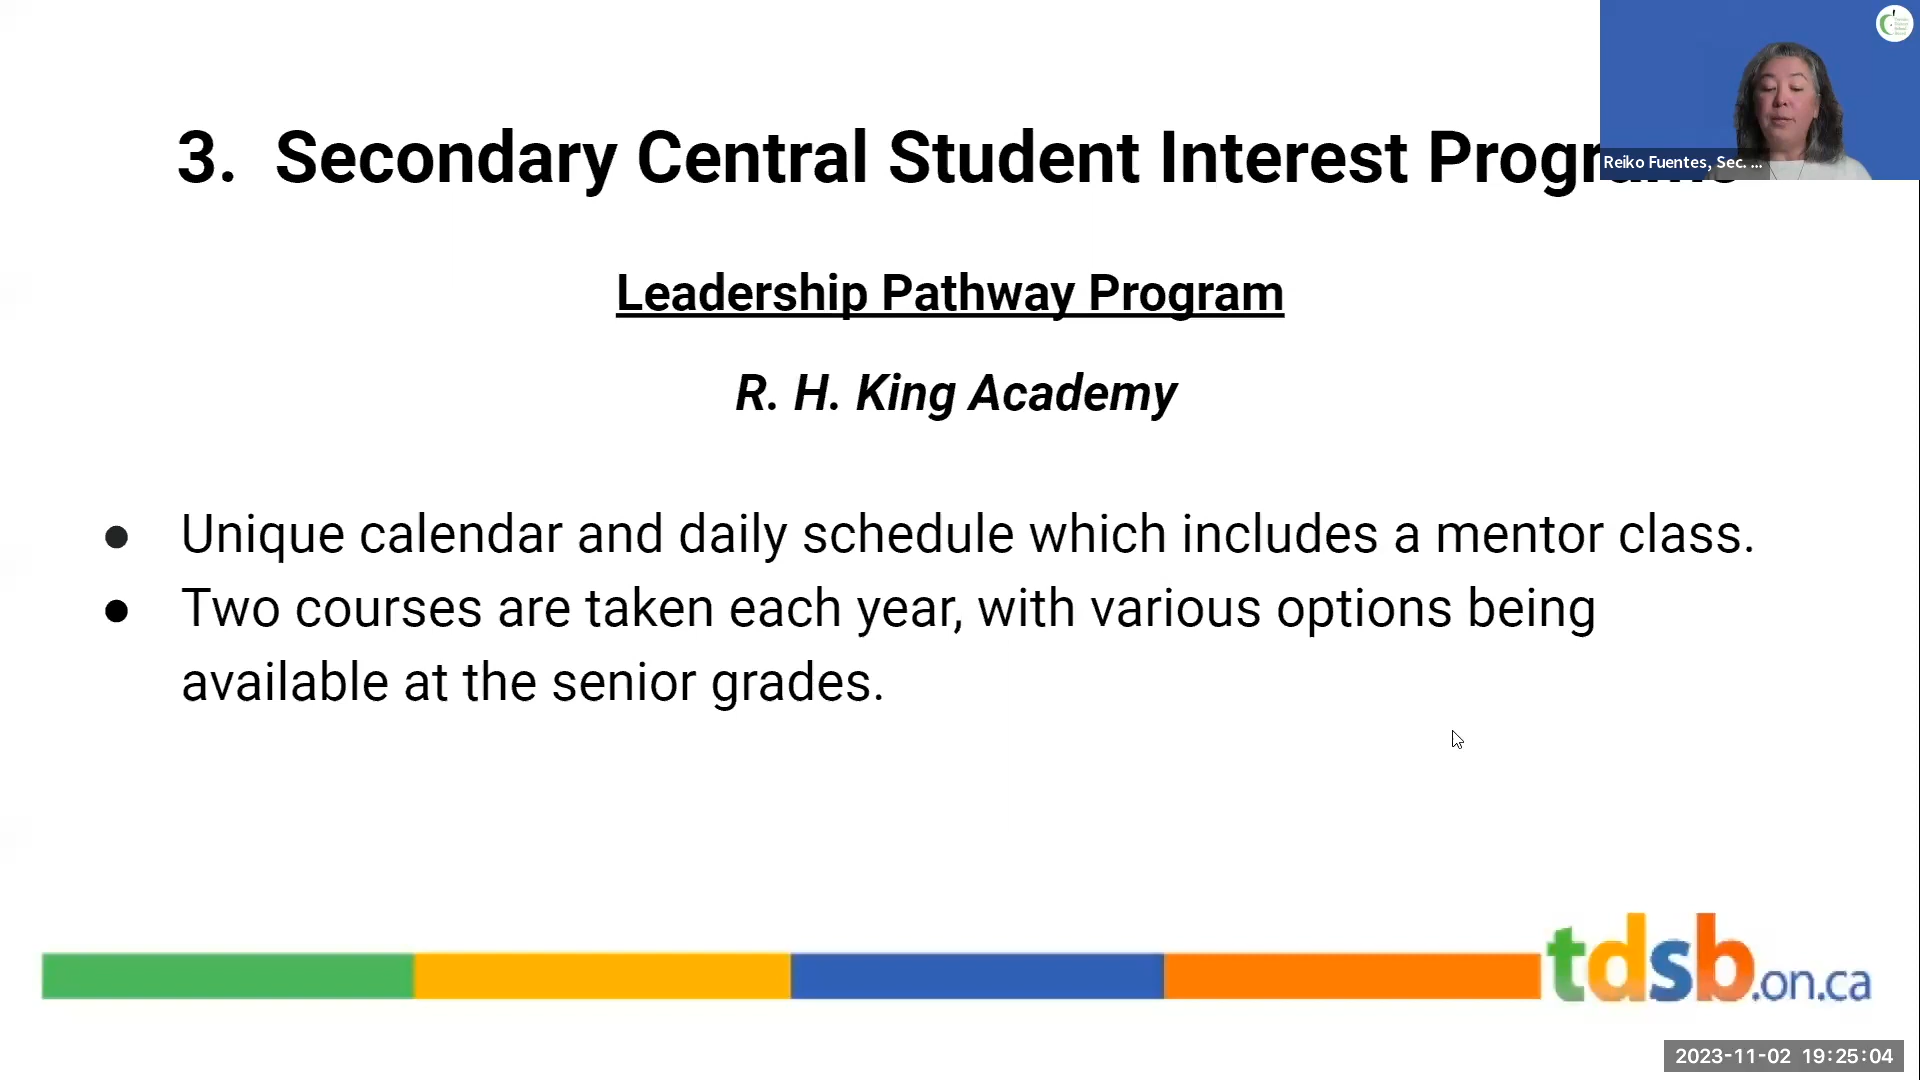 3. Secondary Central Student Interest
Reiko Fuentes, Sec. ...
Leadership Pathway Program
R. H. King Academy
● Unique calendar and daily schedule which includes a mentor class.
● Two courses are taken each year, with various options being
available at the senior grades.
tdsb.on.ca
2023-11-02 19:25:04